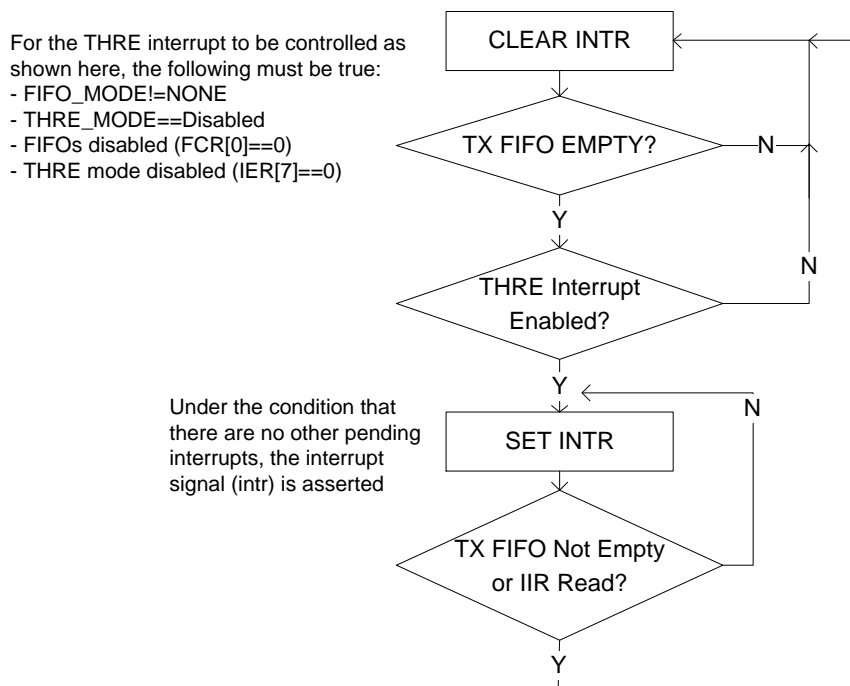 For the THRE interrupt to be controlled as
shown here, the following must be true:
- FIFO_MODE!=NONE
- THRE_MODE==Disabled
- FIFOs disabled (FCR[0]==0)
- THRE mode disabled (IER[7]==0)
CLEAR INTR
TX FIFO EMPTY?
N
Y
THRE Interrupt
Enabled?
N
Y
Under the condition that
there are no other pending
interrupts, the interrupt
signal (intr) is asserted
SET INTR
N
TX FIFO Not Empty
or IIR Read?
Y